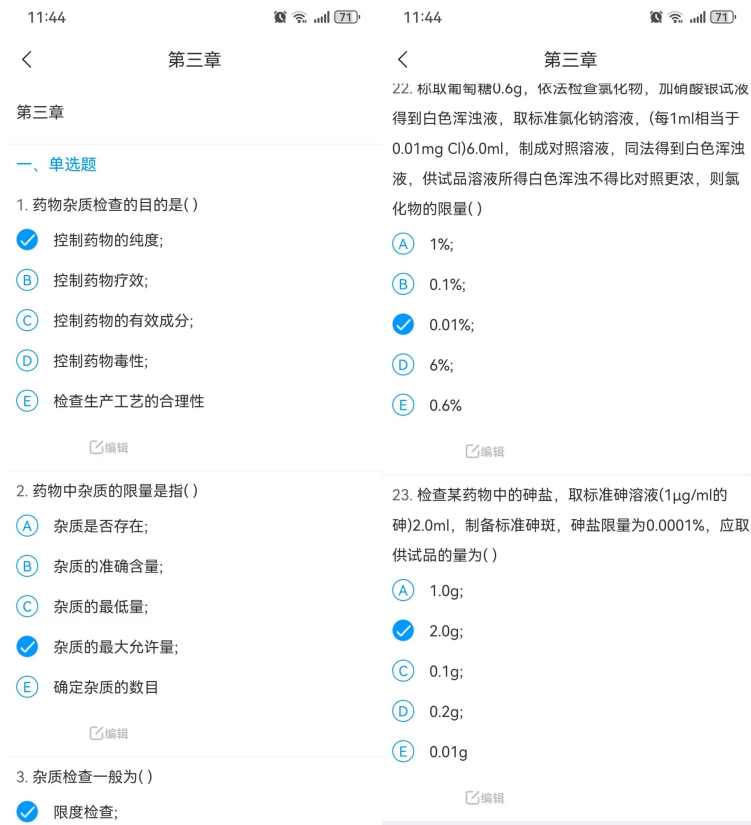 11:44
71
第三章
第三章
一、单选题
1. 药物杂质检查的目的是( )
控制药物的纯度;
B 控制药物疗效;
C 控制药物的有效成分;
D 控制药物毒性;
E 检查生产工艺的合理性
编辑
2. 药物中杂质的限量是指( )
A 杂质是否存在;
B 杂质的准确含量;
C 杂质的最低量;
杂质的最大允许量;
E 确定杂质的数目
编辑
3. 杂质检查一般为( )
限度检查;
11:44
71
第三章
22. 称取葡萄糖0.6g，依法检查氯化物，加硝酸银试液
得到白色浑浊液，取标准氯化钠溶液，(每1ml相当于
0.01mg Cl)6.0ml，制成对照溶液，同法得到白色浑浊
液，供试品溶液所得白色浑浊不得比对照更浓，则氯
化物的限量( )
A 1%;
B 0.1%;
0.01%;
D 6%;
E 0.6%
编辑
23. 检查某药物中的砷盐，取标准砷溶液(1μg/ml的
砷)2.0ml，制备标准砷斑，砷盐限量为0.0001%，应取
供试品的量为( )
A 1.0g;
2.0g;
C 0.1g;
D 0.2g;
E 0.01g
编辑